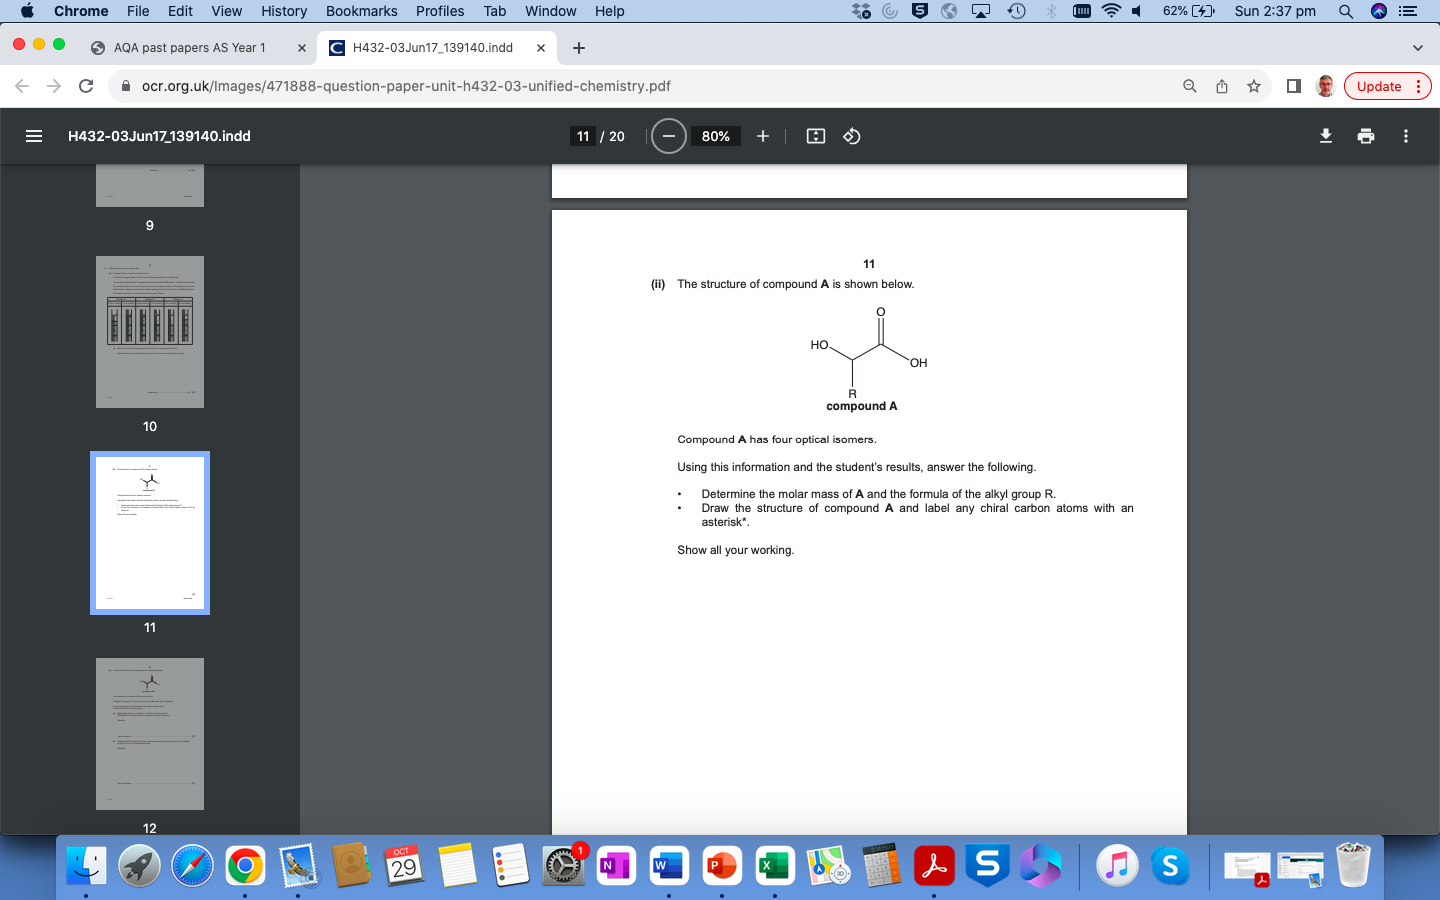 Chrome File Edit View History Bookmarks Profiles Tab Window Help 62% Sun 2:37 pm
AQA past papers AS Year 1 H432-03Jun17_139140.indd
ocr.org.uk/Images/471888-question-paper-unit-h432-03-unified-chemistry.pdf Update
H432-03Jun17_139140.indd 11 / 20 80%
9
10
11
12
11
(ii) The structure of compound A is shown below.
O
HO
OH
R
compound A
Compound A has four optical isomers.
Using this information and the student's results, answer the following.
• Determine the molar mass of A and the formula of the alkyl group R.
• Draw the structure of compound A and label any chiral carbon atoms with an
asterisk*.
Show all your working.
OCT
29
1
N
W
P
X
A
3D
S
S